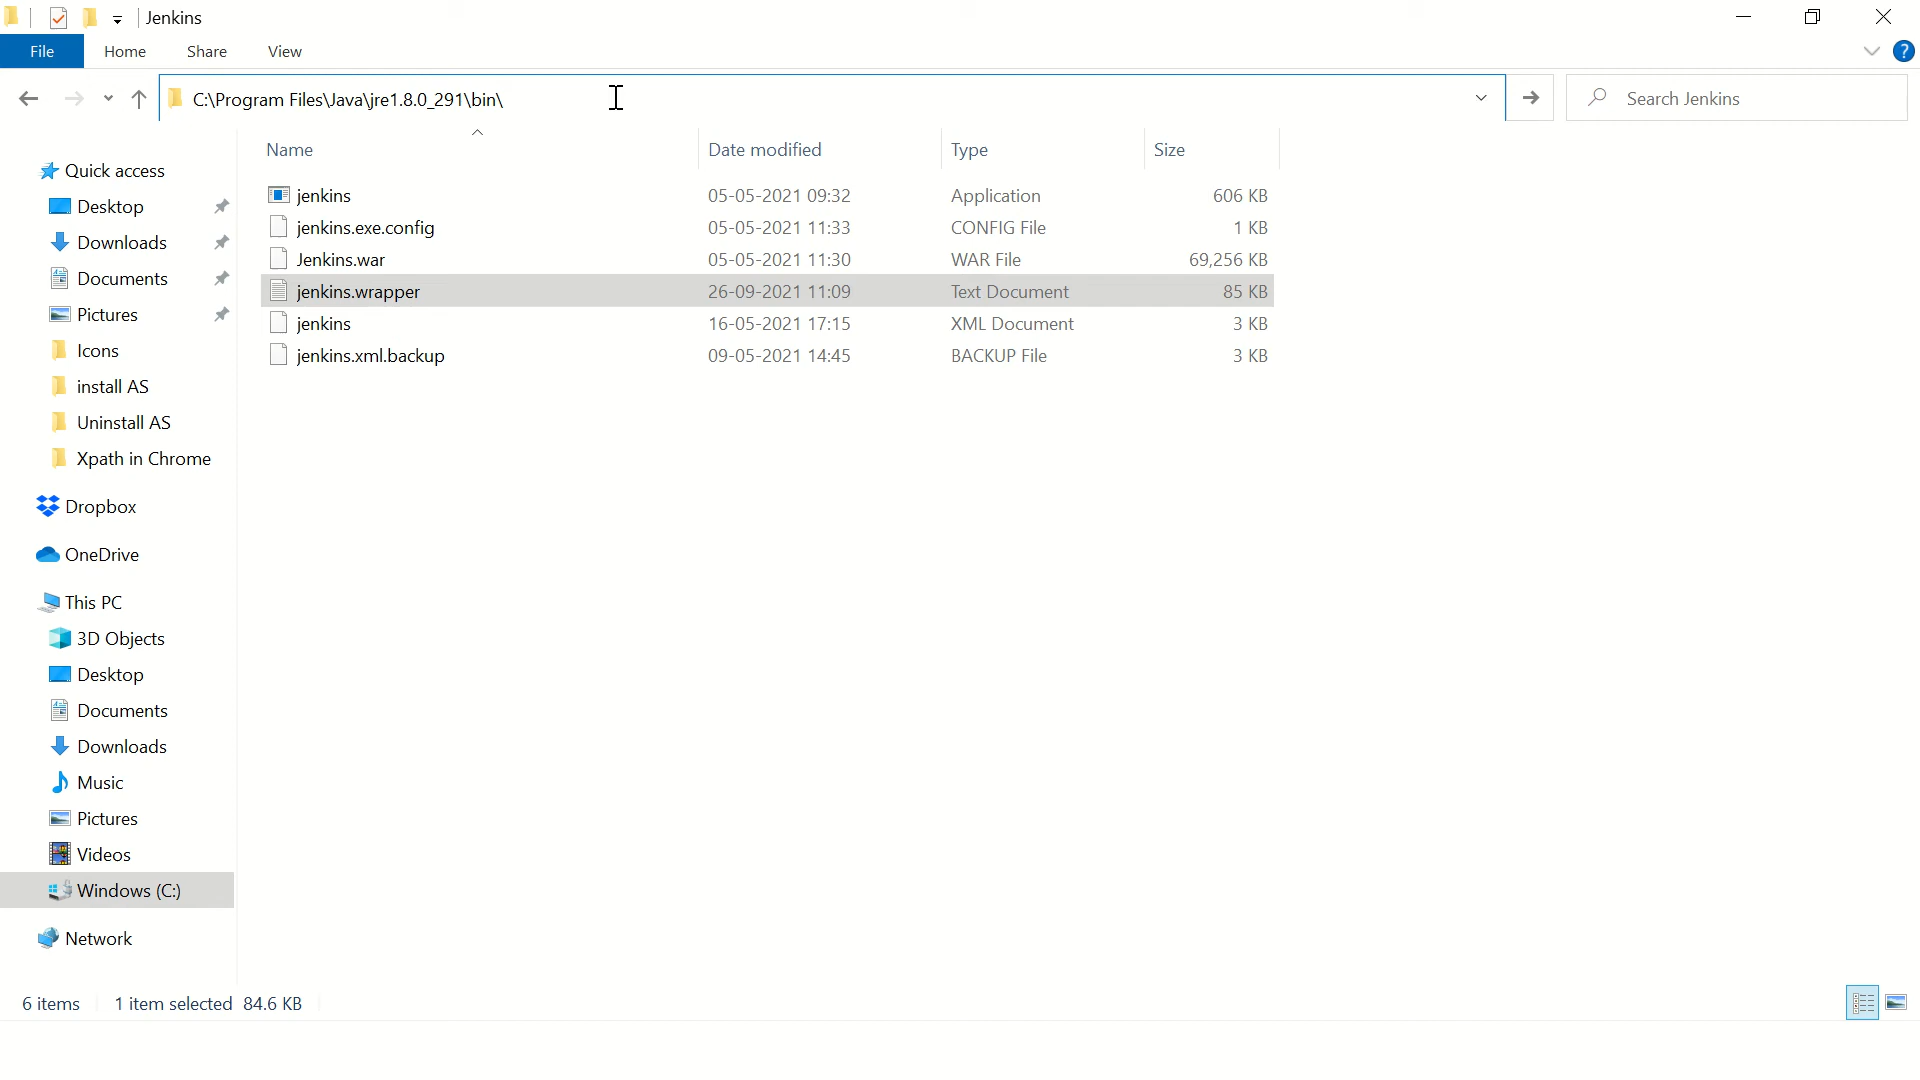 Jenkins
File Home Share View
?
C:\Program Files\Java\jre1.8.0_291\bin\
Search Jenkins
Name Date modified Type Size
jenkins 05-05-2021 09:32 Application 606 KB
jenkins.exe.config 05-05-2021 11:33 CONFIG File 1 KB
Jenkins.war 05-05-2021 11:30 WAR File 69,256 KB
jenkins.wrapper 26-09-2021 11:09 Text Document 85 KB
jenkins 16-05-2021 17:15 XML Document 3 KB
jenkins.xml.backup 09-05-2021 14:45 BACKUP File 3 KB
Quick access
Desktop
Downloads
Documents
Pictures
Icons
install AS
Uninstall AS
Xpath in Chrome
Dropbox
OneDrive
This PC
3D Objects
Desktop
Documents
Downloads
Music
Pictures
Videos
Windows (C:)
Network
6 items 1 item selected 84.6 KB